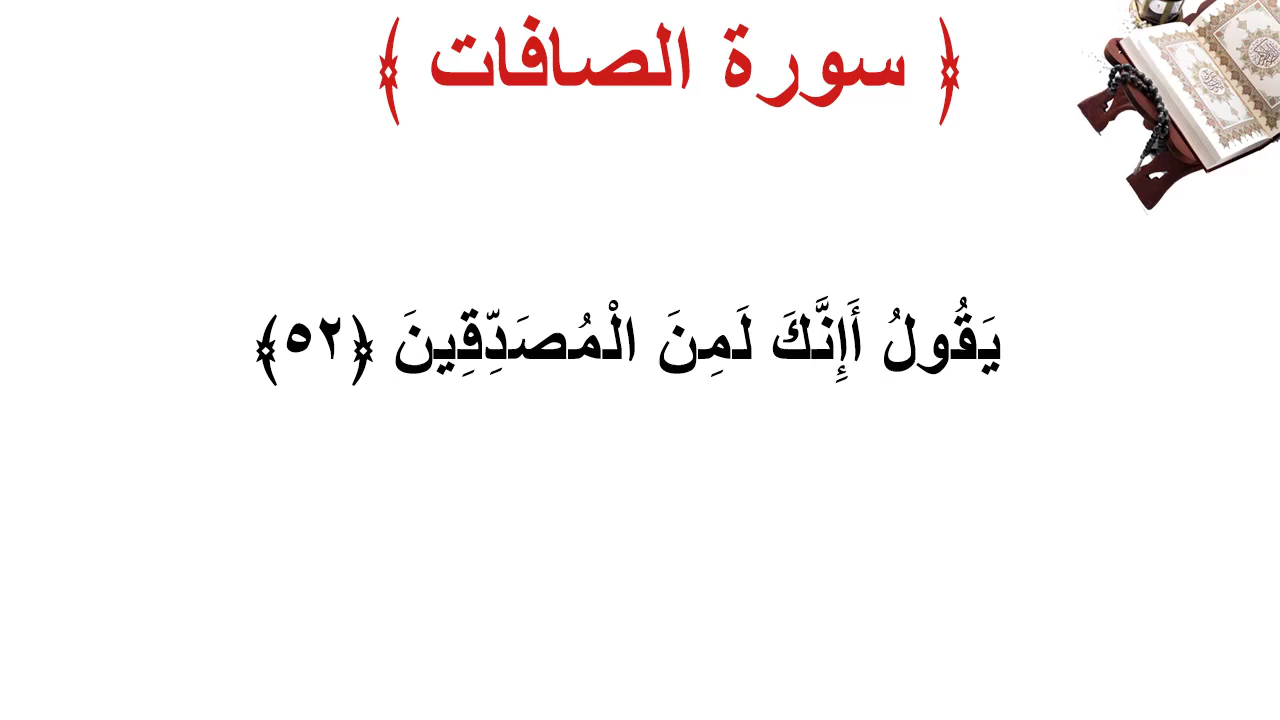 ﴿ سورة الصافات ﴾
يَقُولُ أَإِنَّكَ لَمِنَ الْمُصَدِّقِينَ ﴿٥٢﴾